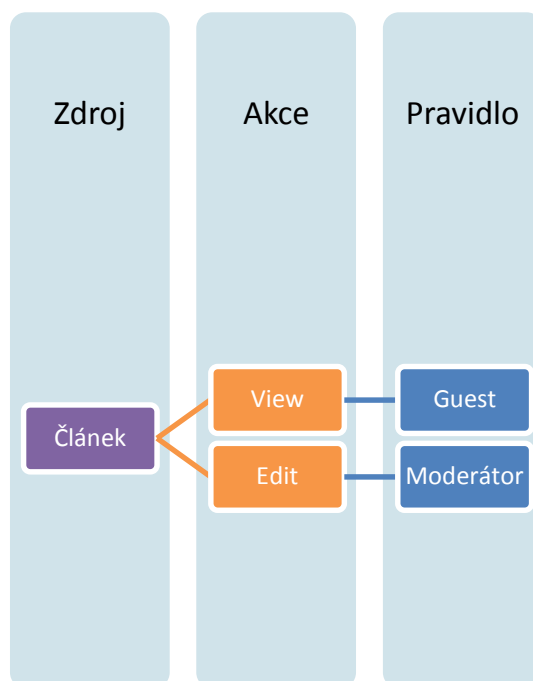 Zdroj
Akce
Pravidlo
View
Guest
Článek
Edit
Moderátor